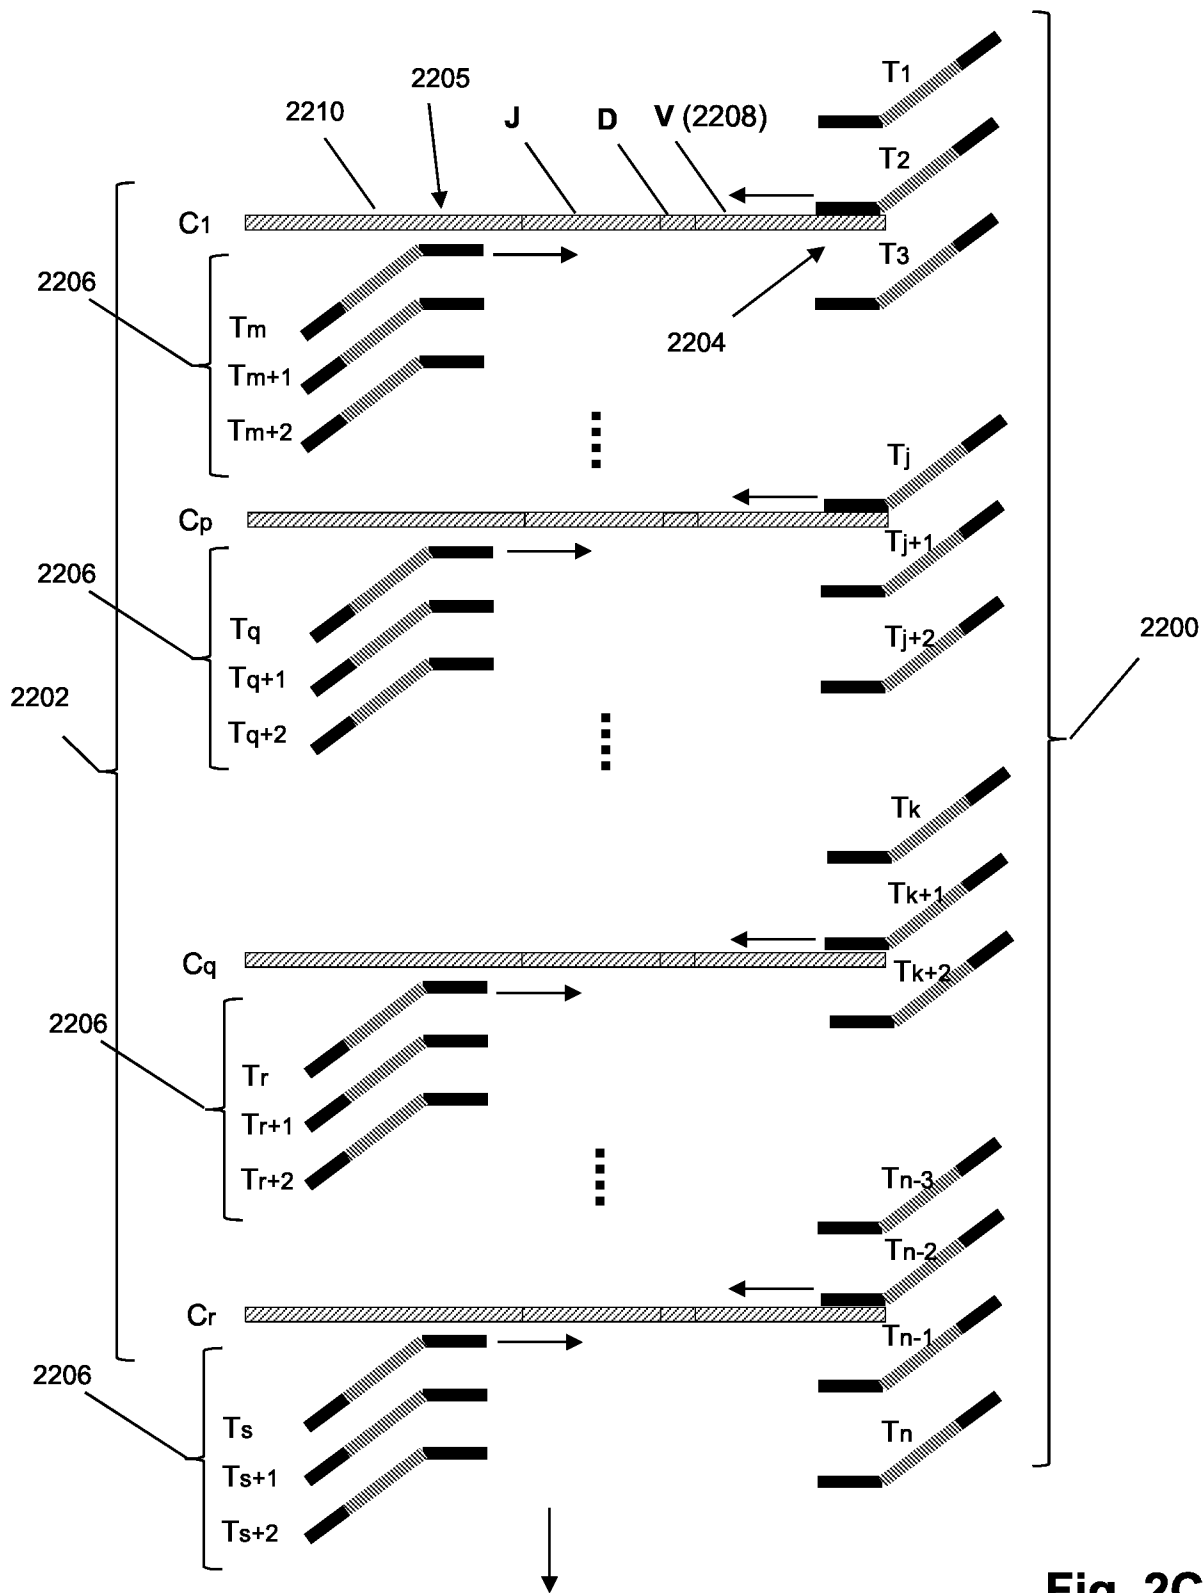 T1
2205
2210
J
D
V (2208)
T2
C1
T3
2206
Tm
2204
Tm+1
Tm+2
Tj
Cp
Tj+1
2206
Tq
Tj+2
2200
Tq+1
2202
Tq+2
Tk
Tk+1
Cq
Tk+2
2206
Tr
Tr+1
Tr+2
Tn-3
Tn-2
Cr
Tn-1
2206
Ts
Tn
Ts+1
Ts+2
Fig. 2C